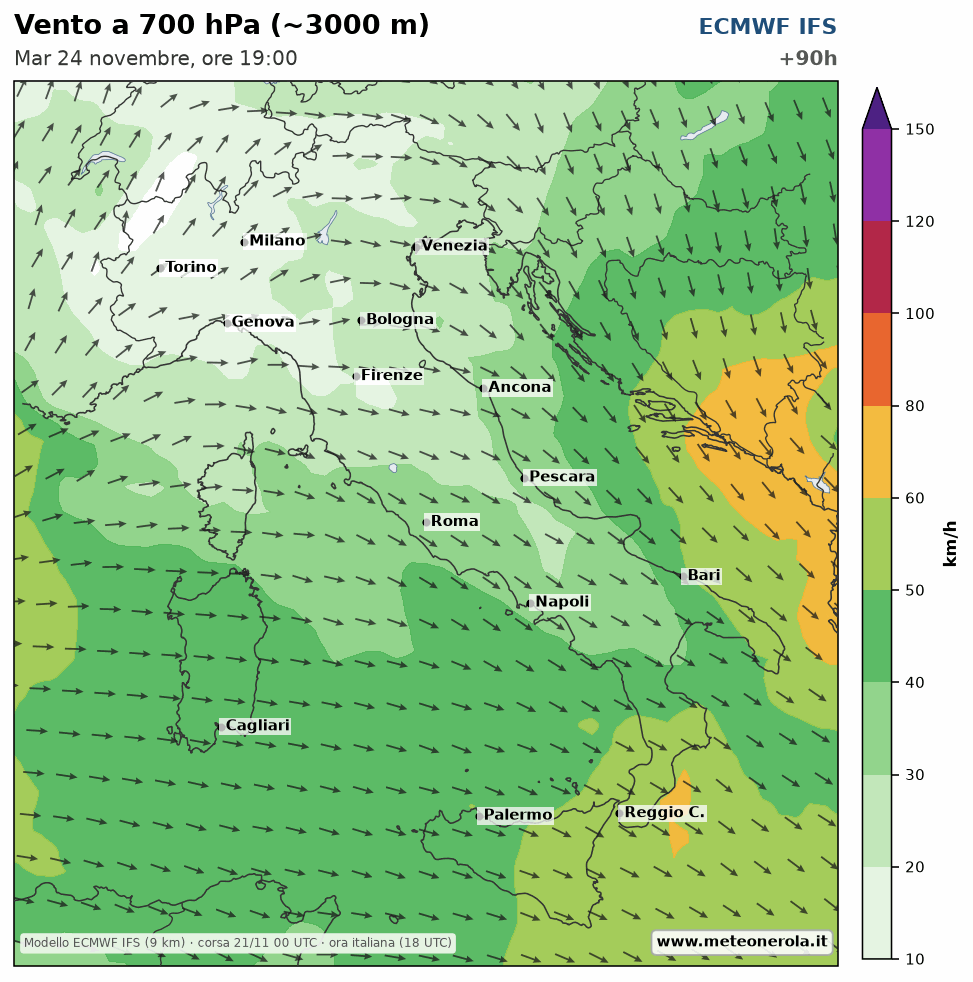 Vento a 700 hPa (~3000 m)
ECMWF IFS
Mar 24 novembre, ore 19:00
+90h
Milano
Venezia
Torino
Genova
Bologna
Firenze
Ancona
Pescara
Roma
Bari
Napoli
Cagliari
Palermo
Reggio C.
Modello ECMWF IFS (9 km) · corsa 21/11 00 UTC · ora italiana (18 UTC)
www.meteonerola.it
150
120
100
80
60
50
40
30
20
10
km/h